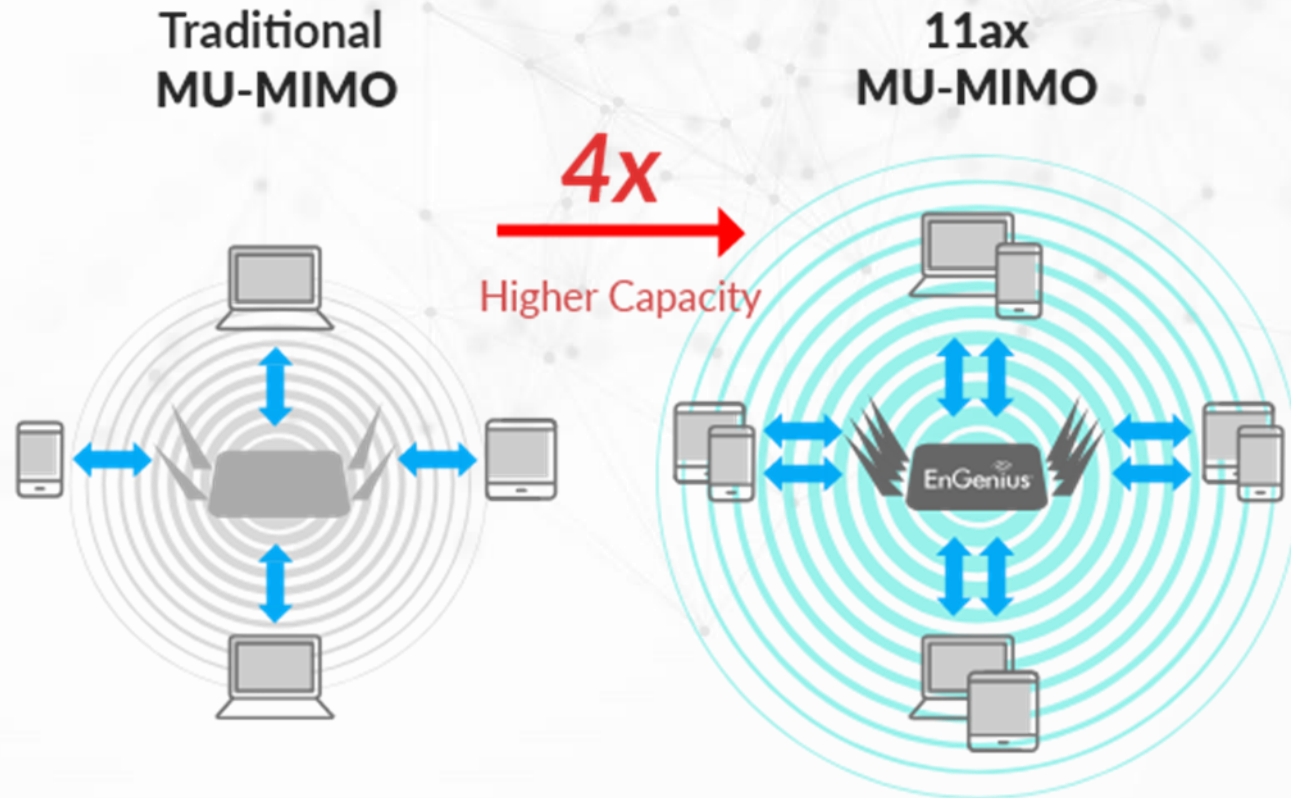 Traditional
MU-MIMO
11ax
MU-MIMO
4x
Higher Capacity
EnGenius